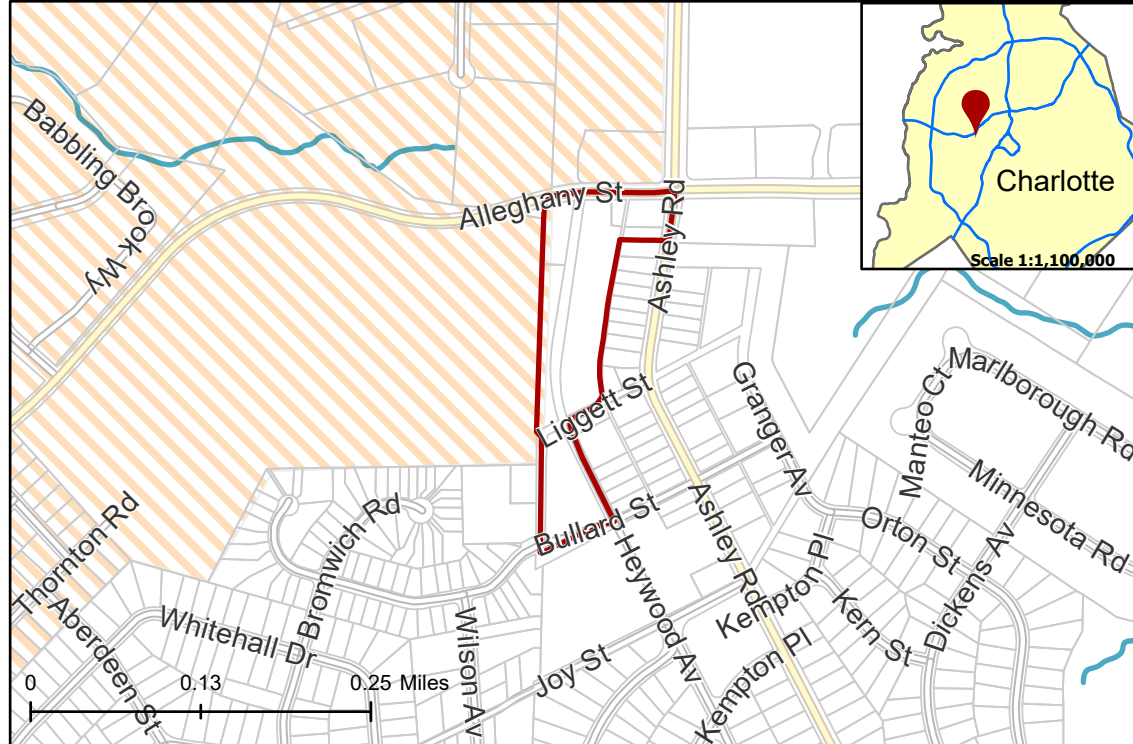 Babbling Brook Wy
Alleghany St
Ashley Rd
Charlotte
Scale 1:1,100,000
Liggett St
Granger Av
Manteo Ct
Marlborough Rd
Minnesota Rd
Thornton Rd
Bromwich Rd
Bullard St
Ashley Rd
Orton St
Dickens Av
Aberdeen St
Whitehall Dr
Wilson Av
Heywood Av
Kempton Pl
Kern St
Joy St
Kempton Pl
0 0.13 0.25 Miles